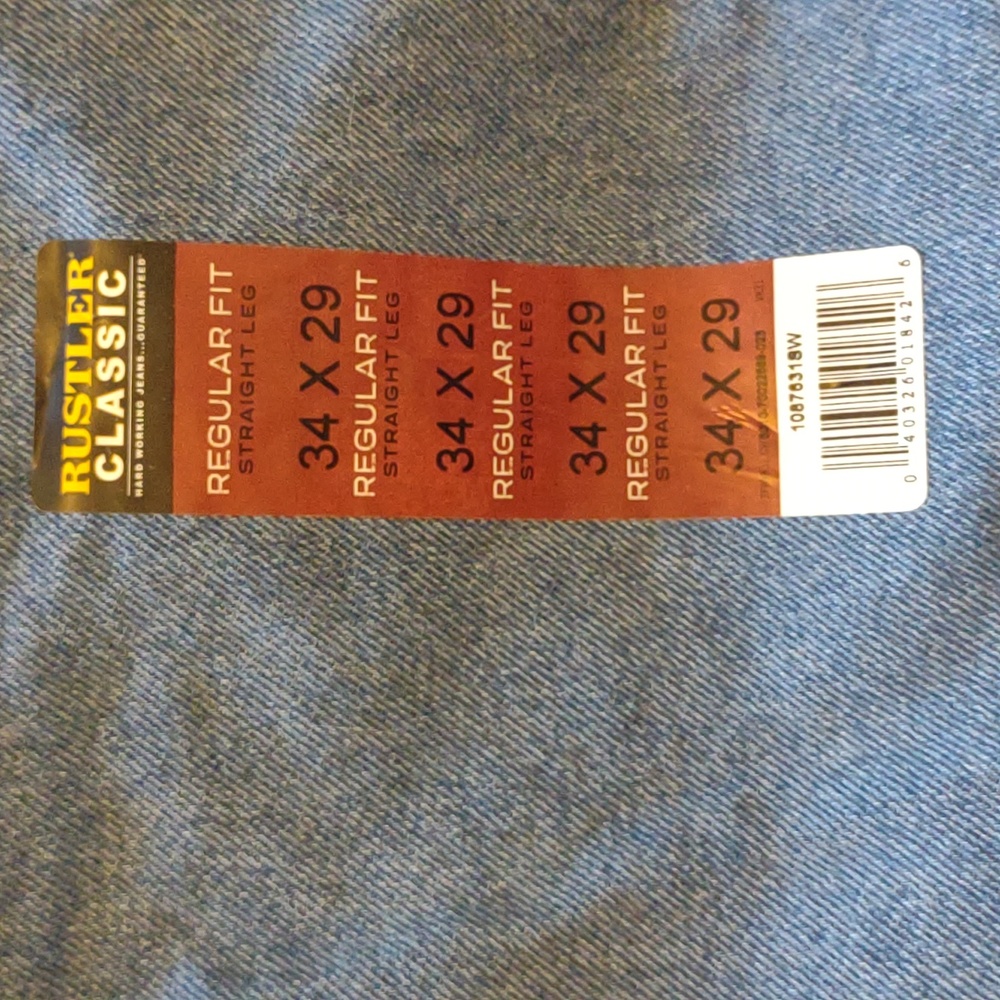 RUSTLER®
CLASSIC
HARD WORKING JEANS...GUARANTEED®
REGULAR FIT
STRAIGHT LEG
34 X 29
REGULAR FIT
STRAIGHT LEG
34 X 29
REGULAR FIT
STRAIGHT LEG
34 X 29
REGULAR FIT
STRAIGHT LEG
34 X 29
10876318W
0 40326 01842 6